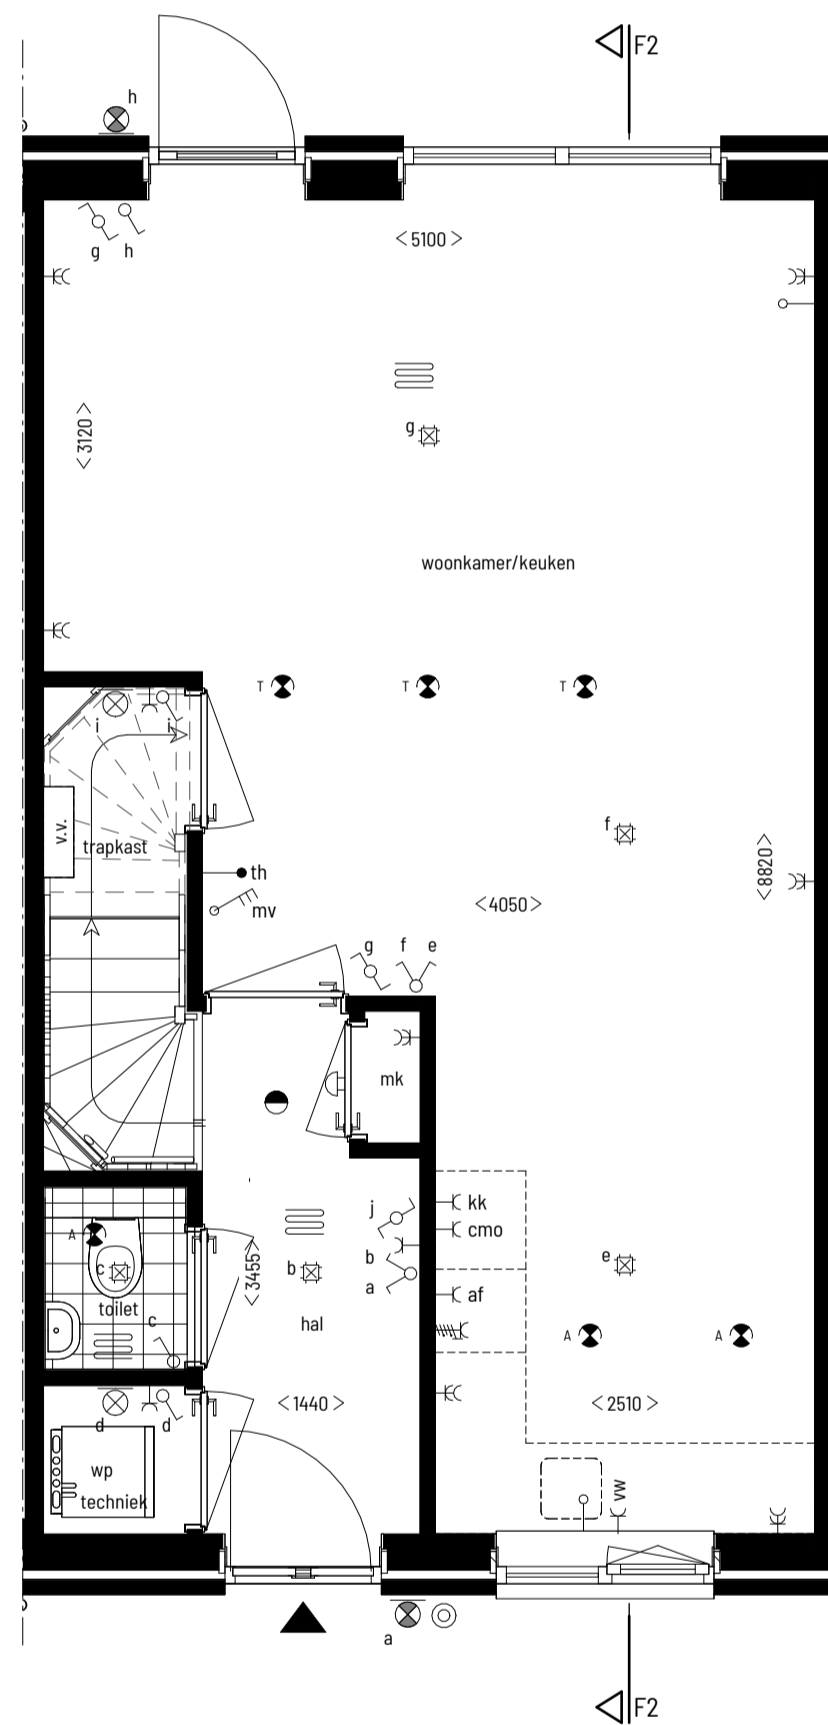 F2
h
g
h
<5100>
<3120>
g
woonkamer/keuken
T
T
T
i
i
v.v.
trapkast
f
<8820>
th
mv
<4050>
g
f
e
mk
kk
cmo
j
b
a
A
c
toilet
c
<3455>
b
hal
e
af
A
A
<1440>
<2510>
d
d
wp
techniek
vw
a
F2